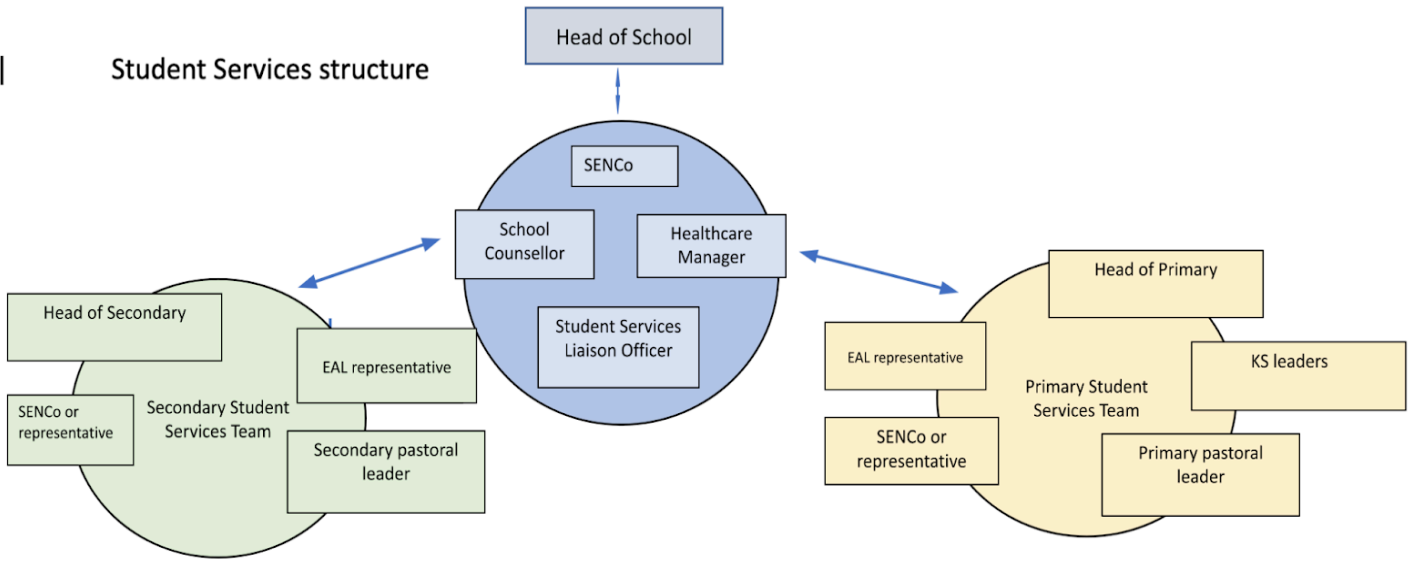 Student Services structure
Head of School
SENCo
School
Counsellor
Healthcare
Manager
Student Services
Liaison Officer
Head of Secondary
EAL representative
SENCo or
representative
Secondary Student
Services Team
Secondary pastoral
leader
Head of Primary
EAL representative
KS leaders
Primary Student
Services Team
SENCo or
representative
Primary pastoral
leader